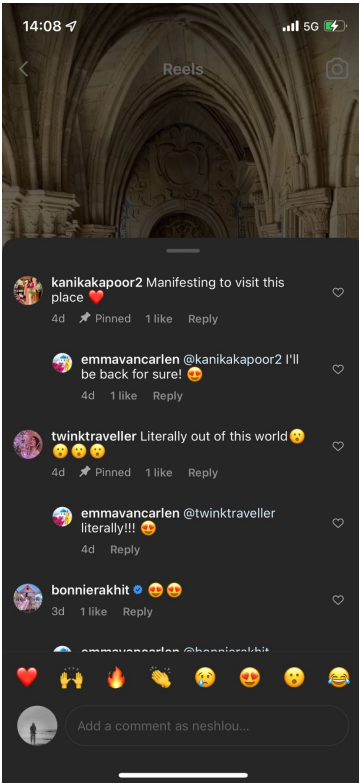 14:08
5G
Reels
kanikakapoor2 Manifesting to visit this
place ❤️
4d Pinned 1 like Reply
emmavancarlen @kanikakapoor2 I'll
be back for sure! 😍
4d 1 like Reply
twinktraveller Literally out of this world😮
😮😮😮
4d Pinned 1 like Reply
emmavancarlen @twinktraveller
literally!!! 😍
4d Reply
bonnierakhit 😍😍
3d 1 like Reply
emmavancarlen @bonnierakhit
❤️ 🙌 🔥 👏 😢 😍 😮 😂
Add a comment as neshlou...